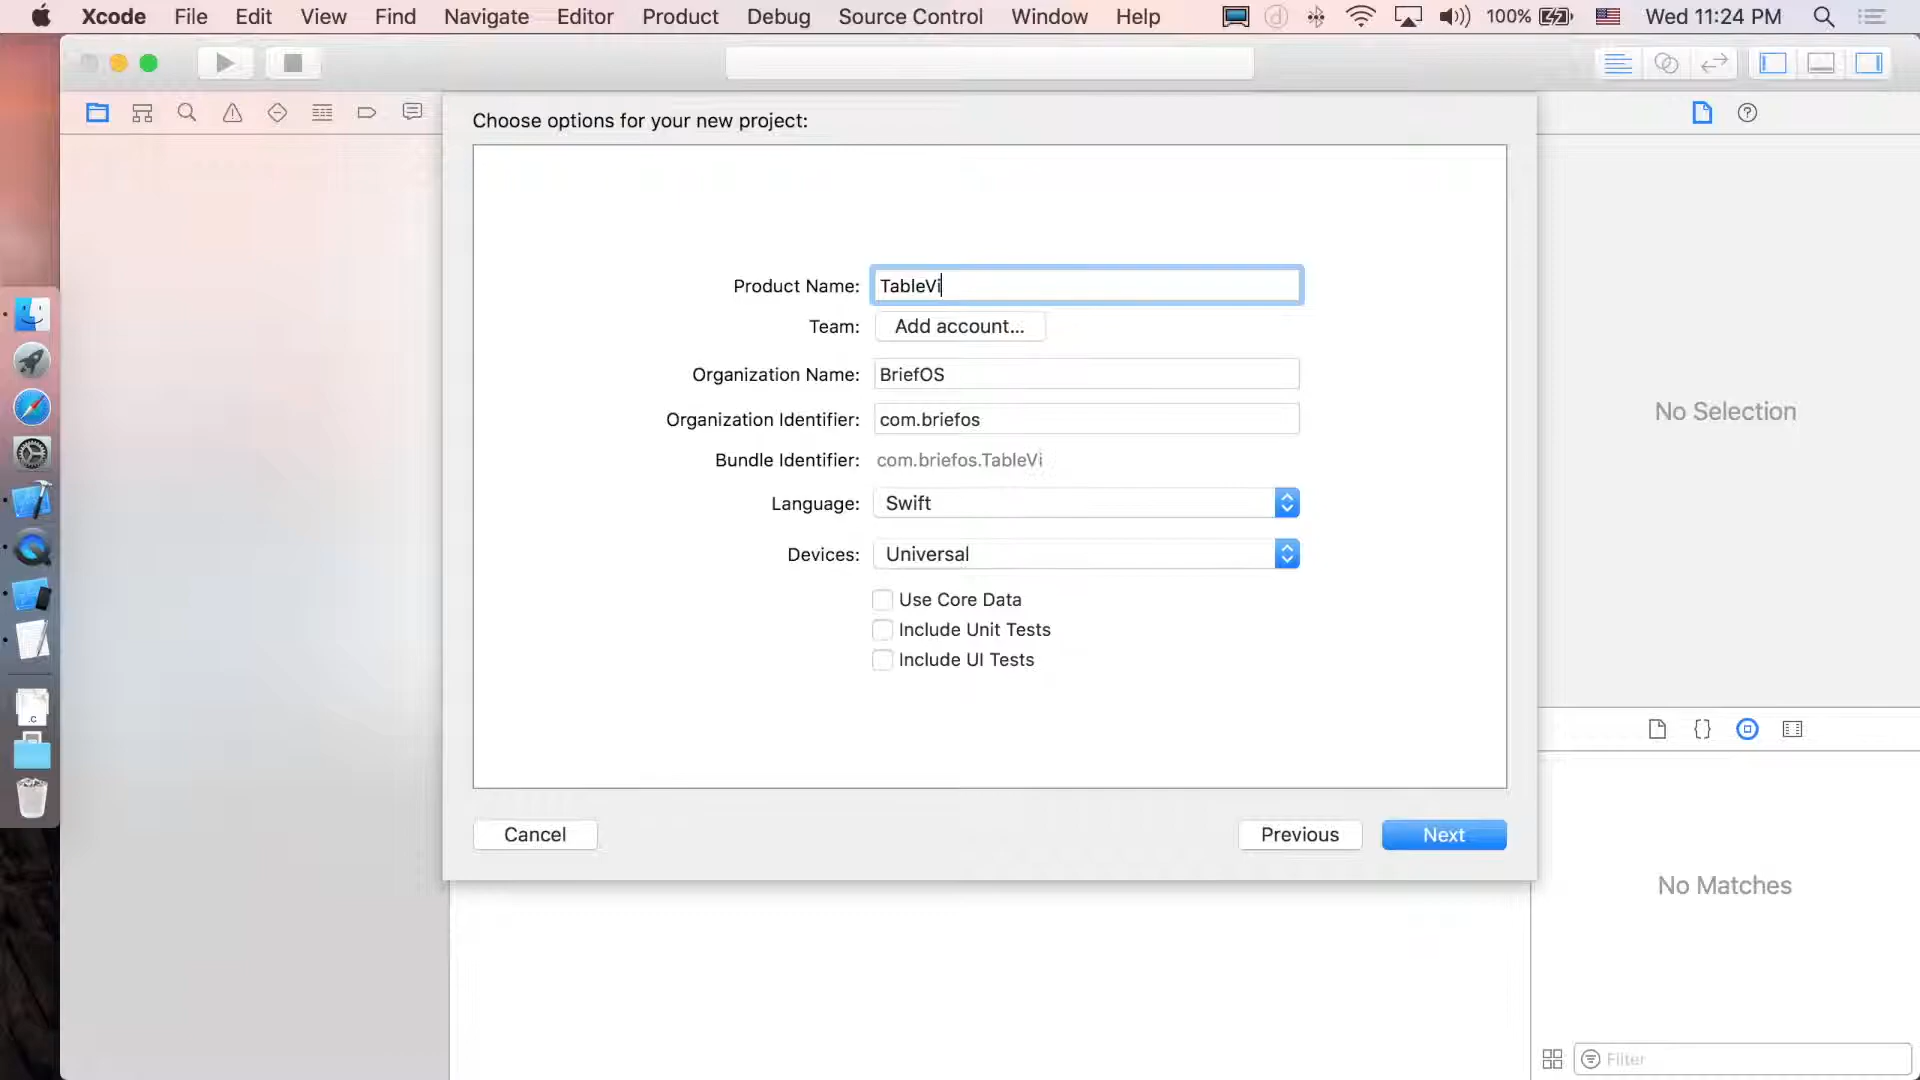 Xcode File Edit View Find Navigate Editor Product Debug Source Control Window Help 100% Wed 11:24 PM
Choose options for your new project:
Product Name: TableVi
Team: Add account...
Organization Name: BriefOS
Organization Identifier: com.briefos
Bundle Identifier: com.briefos.TableVi
Language: Swift
Devices: Universal
Use Core Data
Include Unit Tests
Include UI Tests
Cancel Previous Next
No Selection
No Matches
Filter
.c